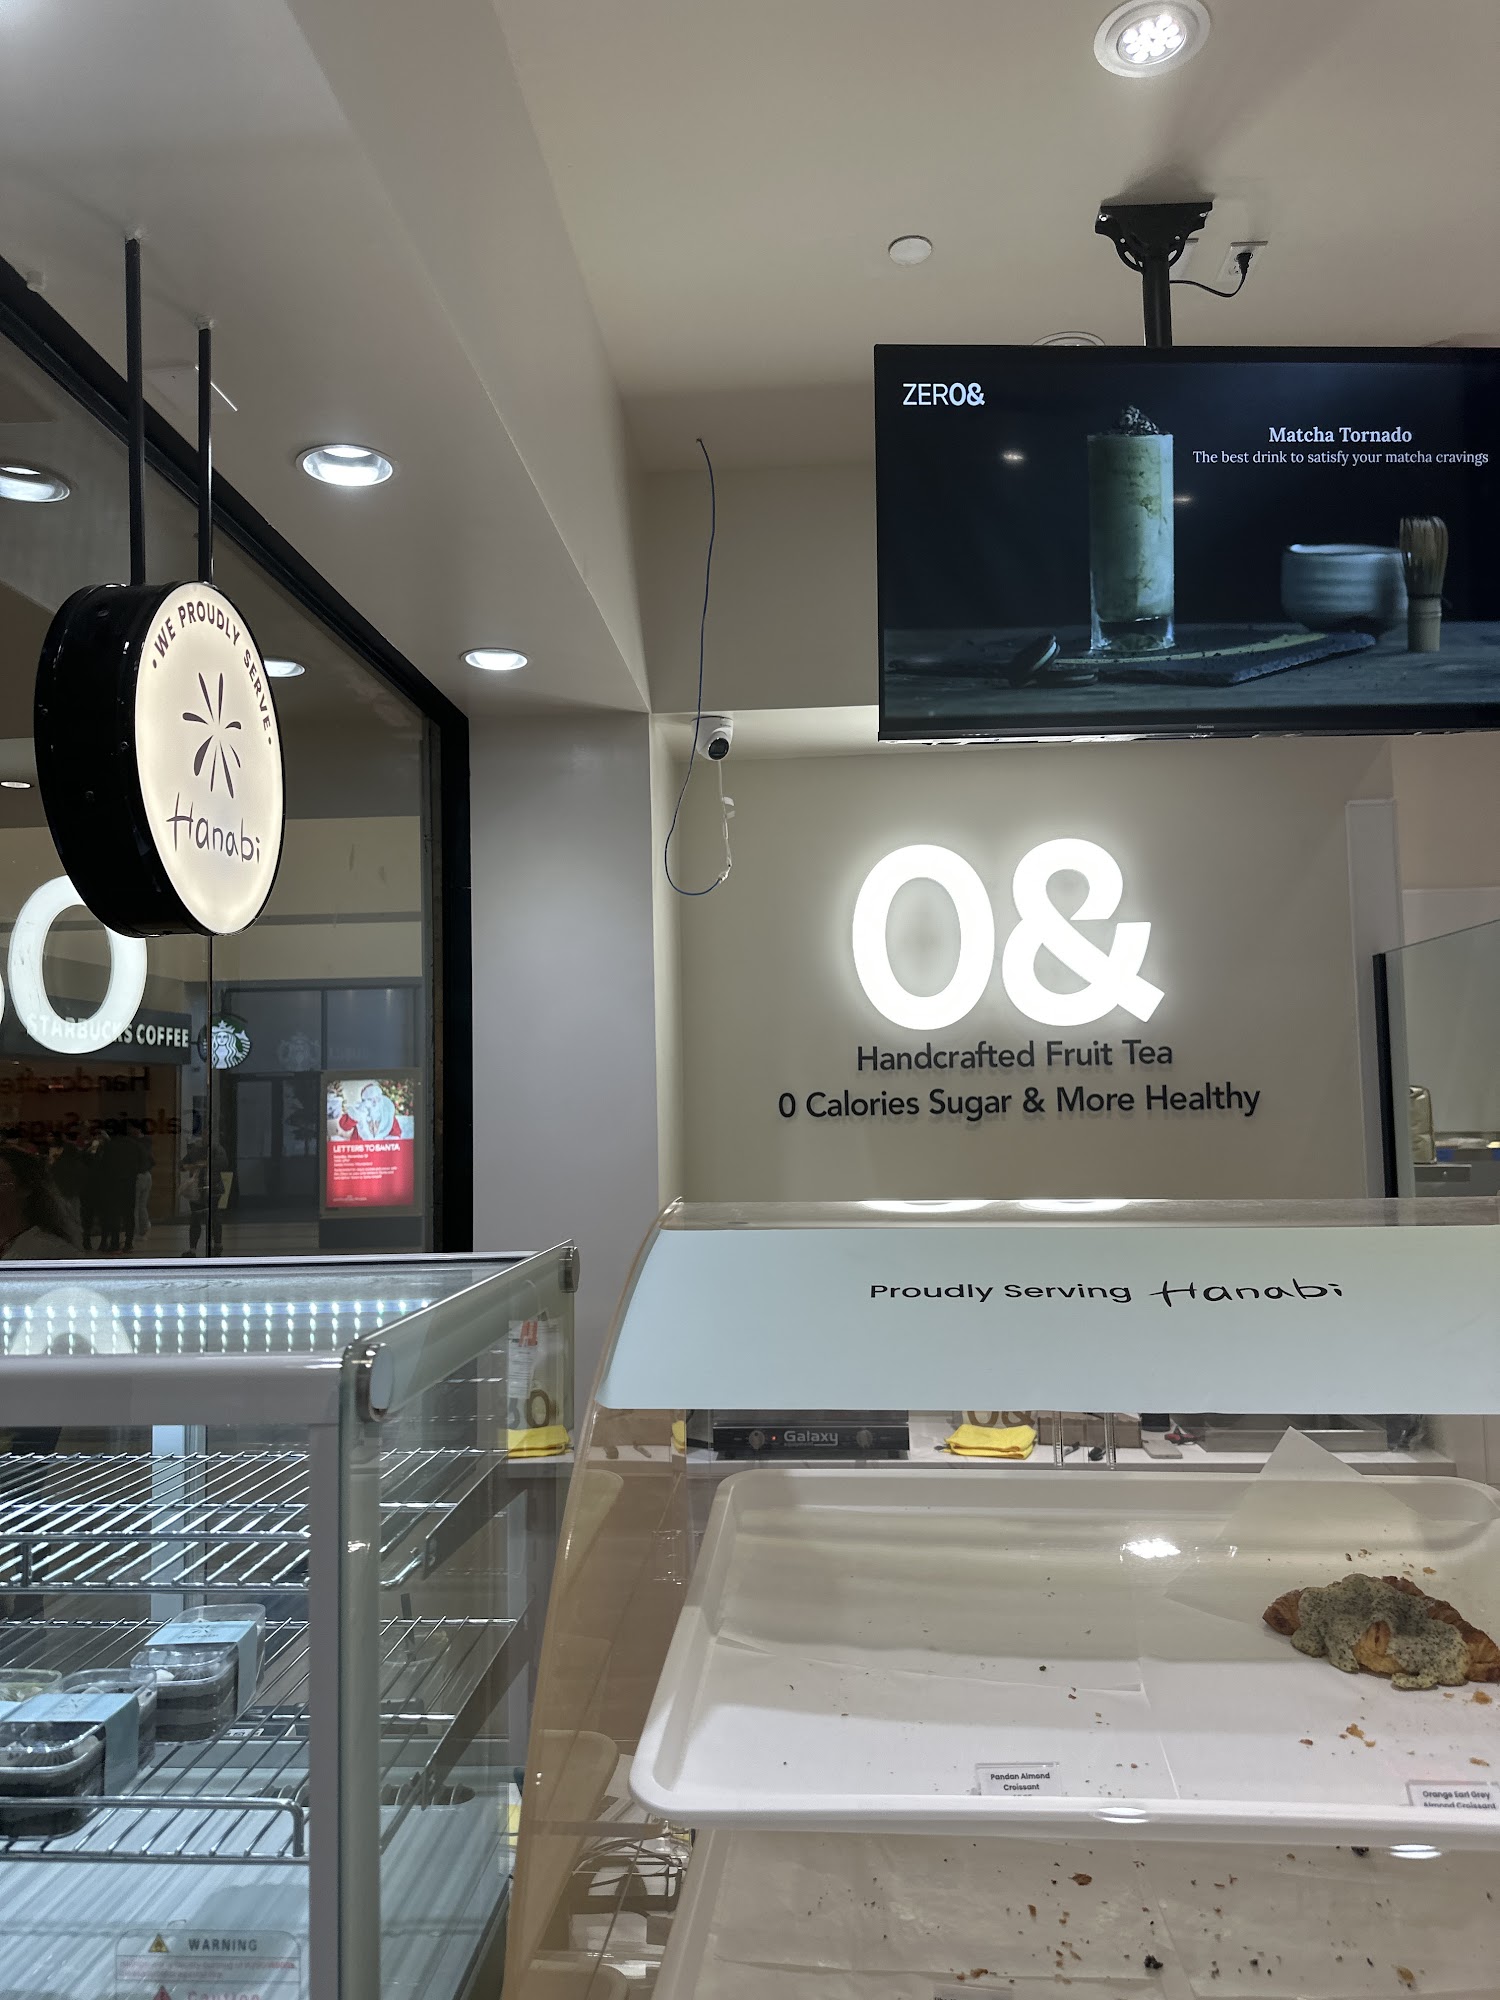 ZERO&
Matcha Tornado
The best drink to satisfy your matcha cravings
• WE PROUDLY SERVE •
Hanabi
O
STARBUCKS COFFEE
LETTERS TO SANTA
0&
Handcrafted Fruit Tea
0 Calories Sugar & More Healthy
Proudly Serving Hanabi
Galaxy
Pandan Almond
Croissant
Orange Earl Grey
Almond Croissant
WARNING
CAUTION